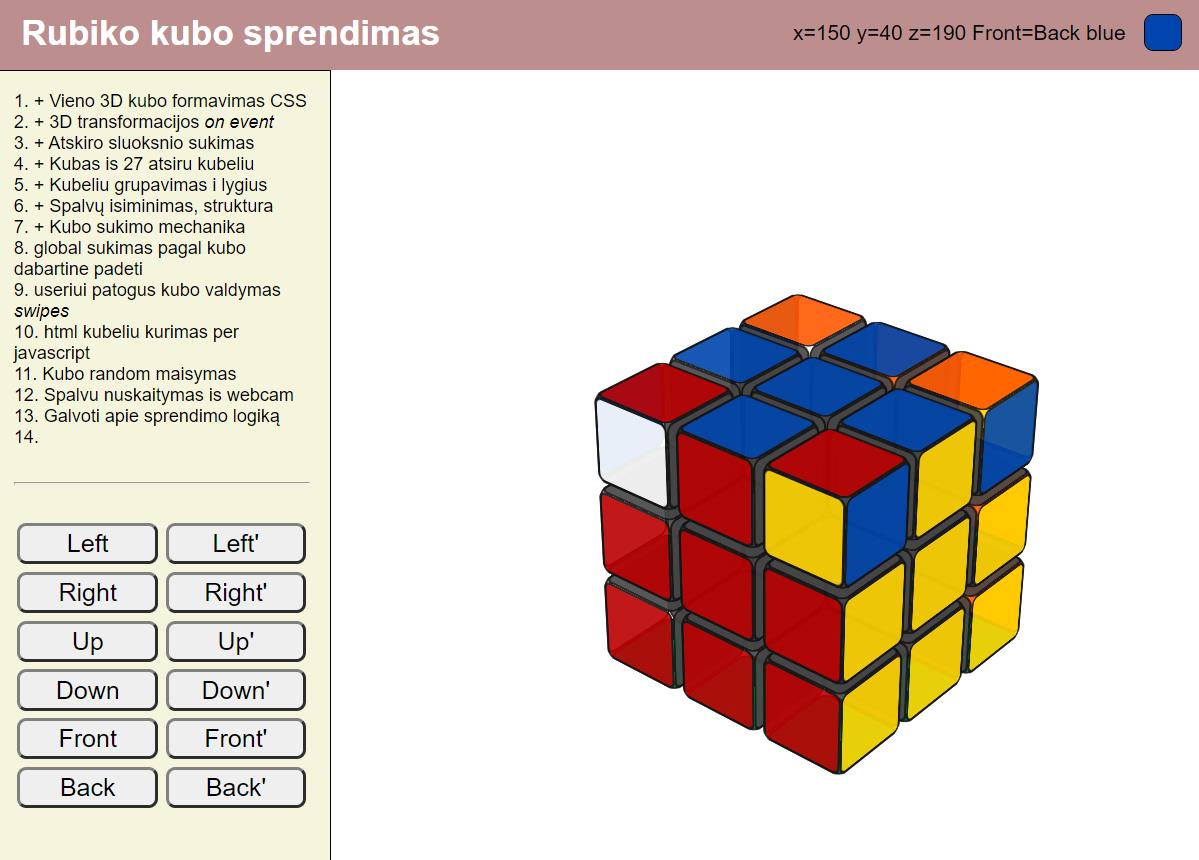 Rubiko kubo sprendimas
x=150 y=40 z=190 Front=Back blue
1. + Vieno 3D kubo formavimas CSS
2. + 3D transformacijos on event
3. + Atskiro sluoksnio sukimas
4. + Kubas is 27 atsiru kubeliu
5. + Kubeliu grupavimas i lygius
6. + Spalvų isiminimas, struktura
7. + Kubo sukimo mechanika
8. global sukimas pagal kubo
dabartine padeti
9. useriui patogus kubo valdymas
swipes
10. html kubeliu kurimas per
javascript
11. Kubo random maisymas
12. Spalvu nuskaitymas is webcam
13. Galvoti apie sprendimo logiką
14.
Left Left'
Right Right'
Up Up'
Down Down'
Front Front'
Back Back'